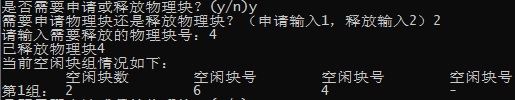 是否需要申请或释放物理块？(y/n)y
需要申请物理块还是释放物理块？（申请输入1，释放输入2）2
请输入需要释放的物理块号：4
已释放物理块4
当前空闲块组情况如下：
空闲块数 空闲块号 空闲块号 空闲块号
第1组： 2 6 4 -